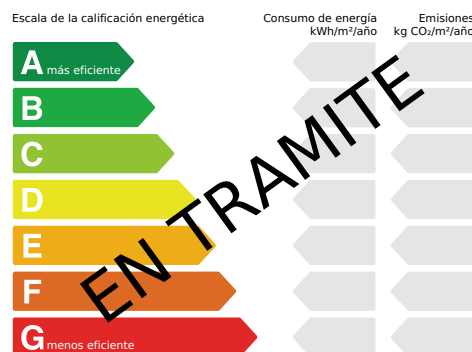 Escala de la calificación energética
Consumo de energía
kWh/m²/año
Emisiones
kg CO₂/m²/año
A más eficiente
B
C
D
E
F
G menos eficiente
EN TRAMITE